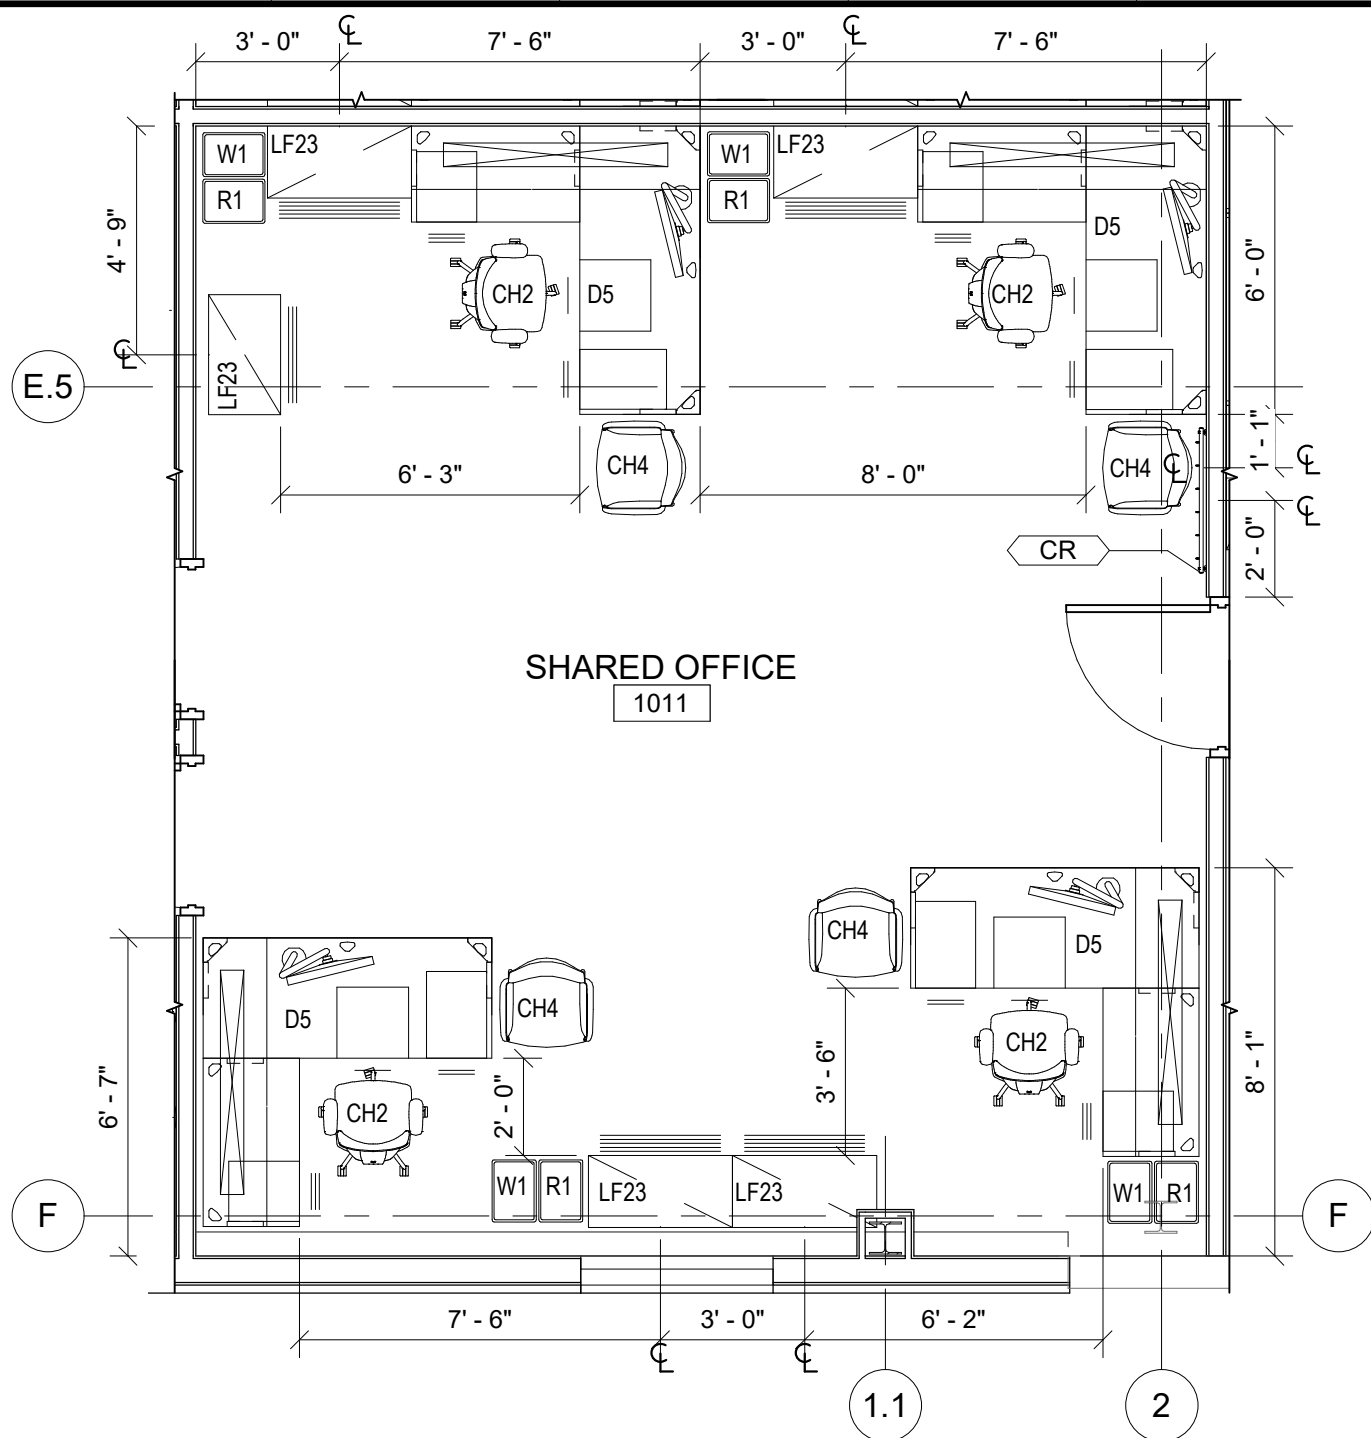 3' - 0" ℄ 7' - 6" 3' - 0" ℄ 7' - 6"
W1 LF23 W1 LF23
R1 R1
D5
4' - 9" 6' - 0"
CH2 D5 CH2
℄
E.5 LF23
1' - 1"
CH4 CH4 ℄ ℄
6' - 3" 8' - 0"
℄
2' - 0"
CR
SHARED OFFICE
1011
CH4 D5
CH4
D5
CH2
3' - 6" 8' - 1"
6' - 7" CH2 2' - 0"
W1 R1 LF23 LF23 W1 R1
F F
7' - 6" 3' - 0" 6' - 2"
℄ ℄
1.1 2